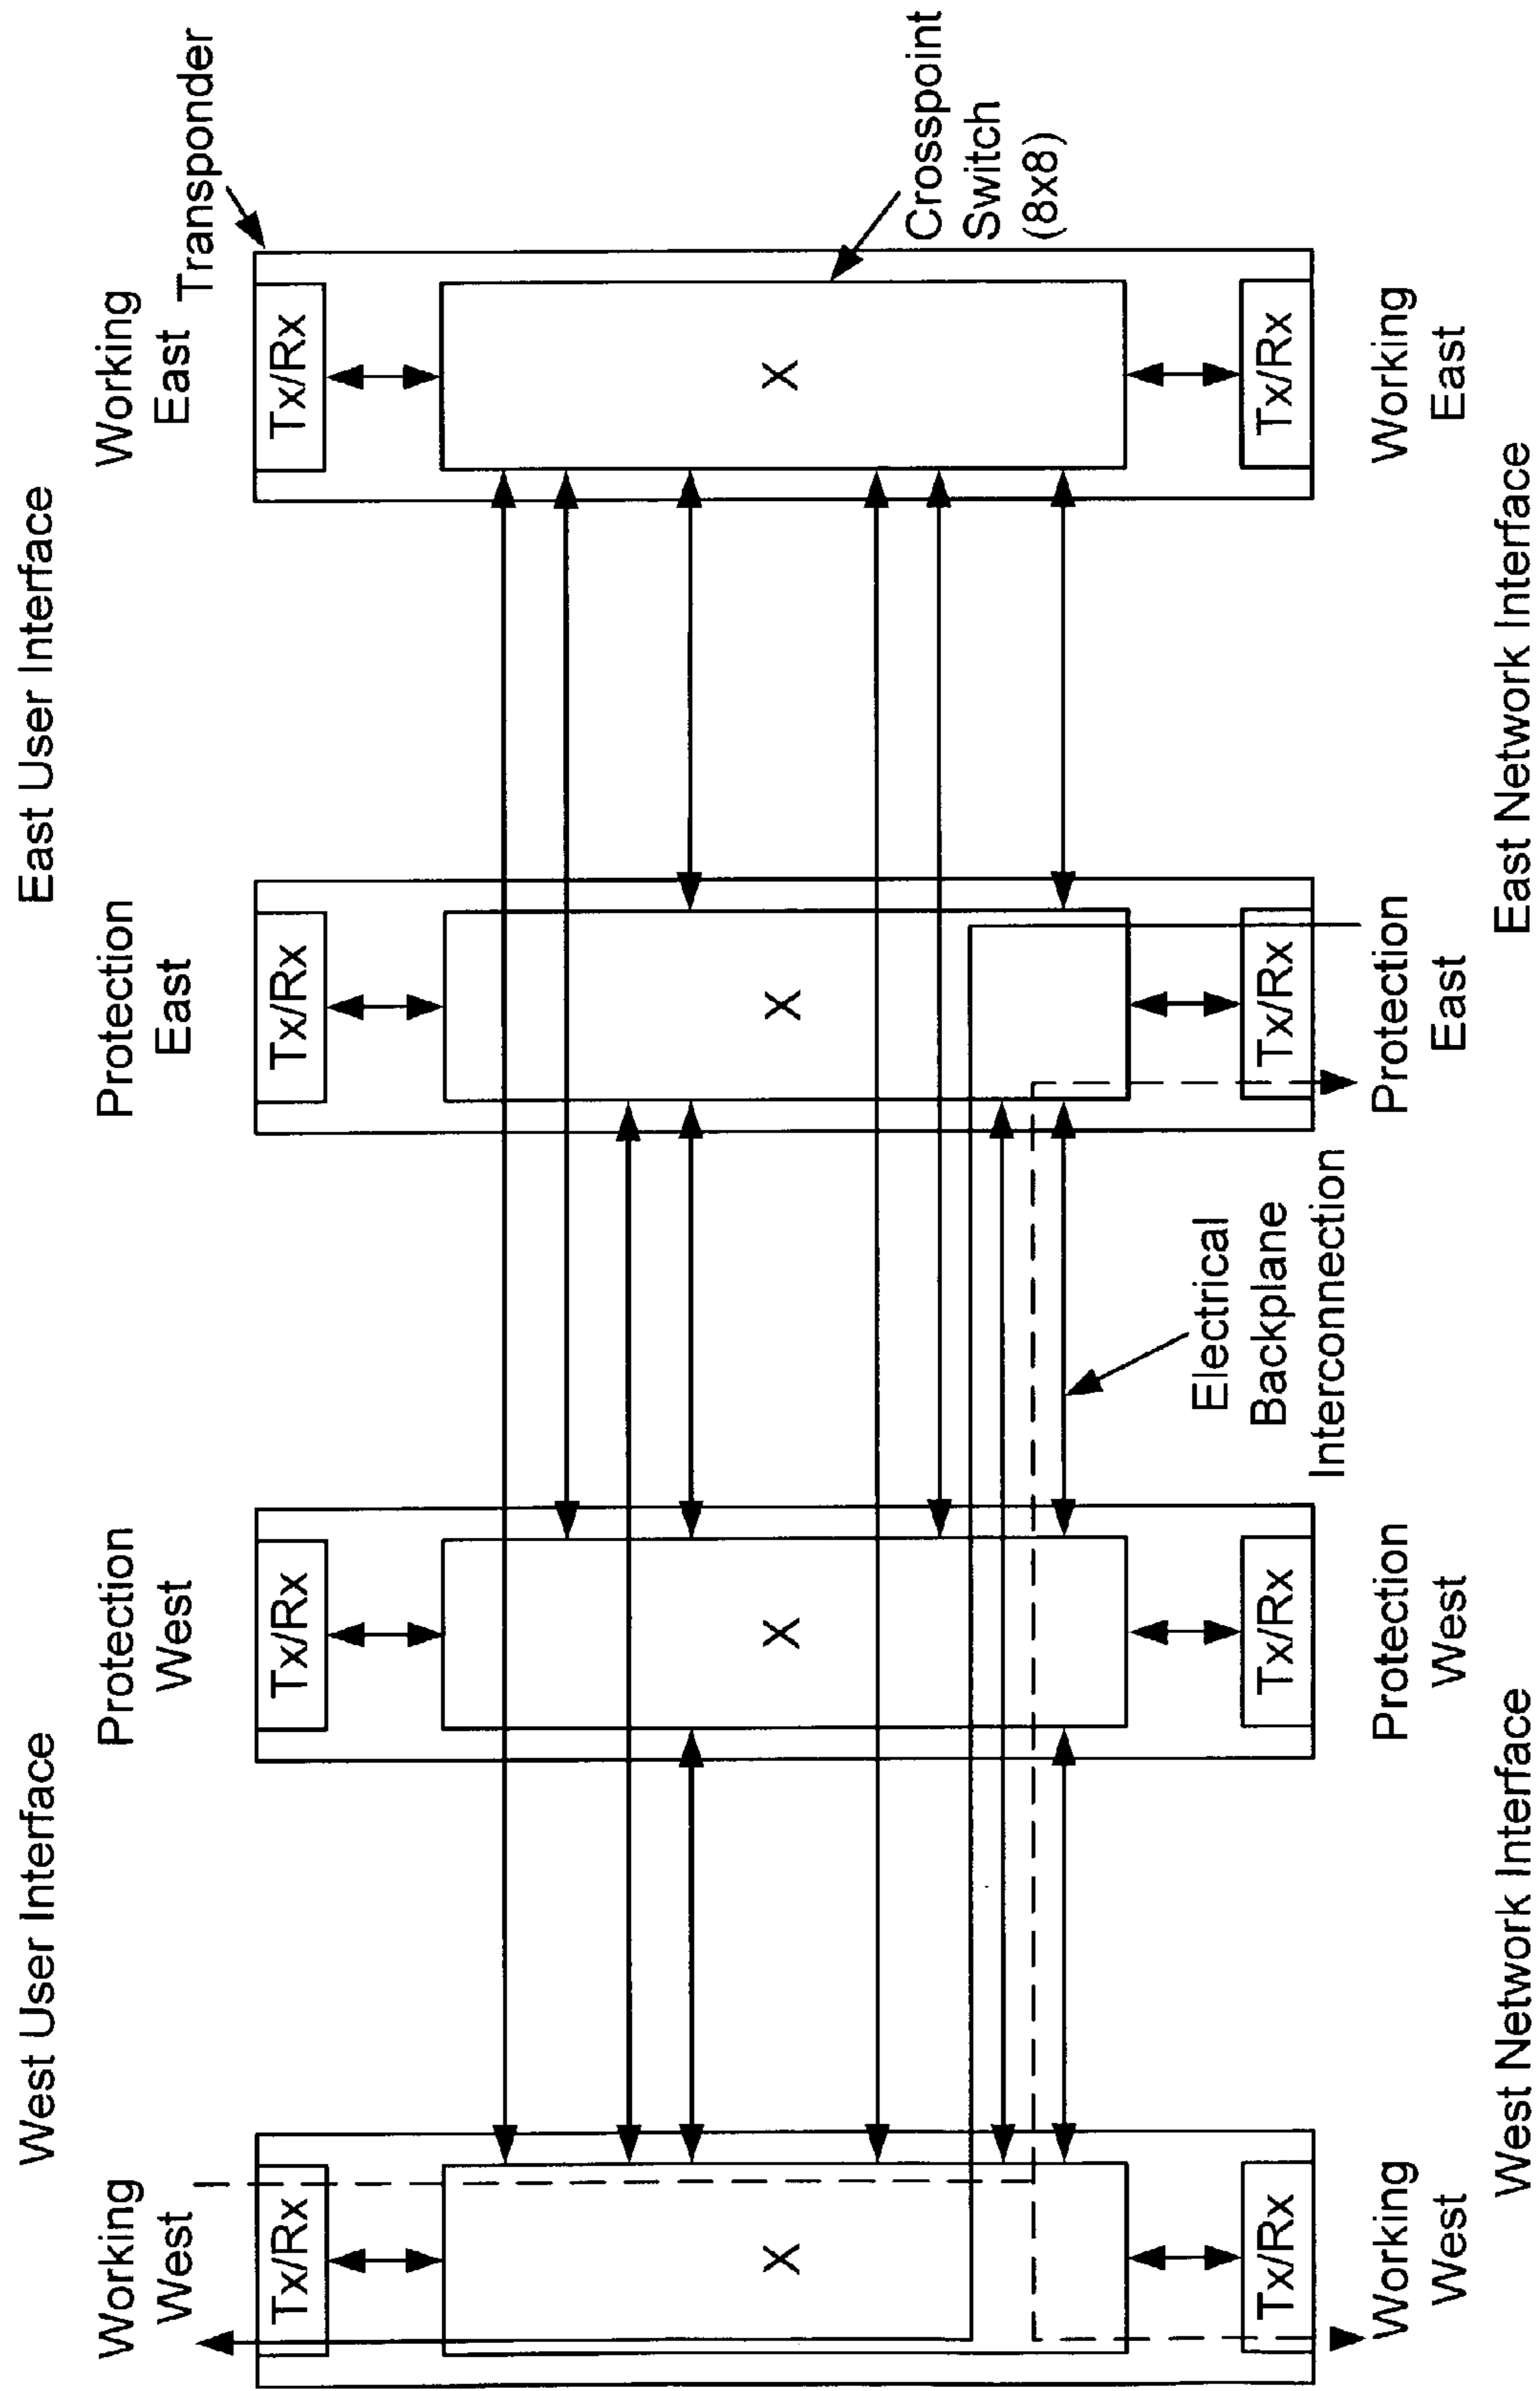 West User Interface
East User Interface
Working
West
Protection
West
Protection
East
Working
East
Transponder
Tx/Rx
Tx/Rx
Tx/Rx
Tx/Rx
X
X
X
X
Crosspoint
Switch
(8x8)
Electrical
Backplane
Interconnection
Tx/Rx
Tx/Rx
Tx/Rx
Tx/Rx
Working
West
Protection
West
Protection
East
Working
East
West Network Interface
East Network Interface